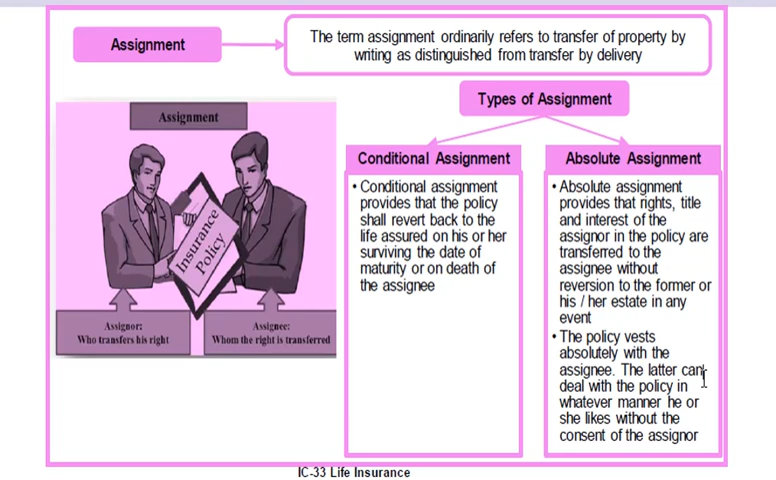 Assignment
The term assignment ordinarily refers to transfer of property by
writing as distinguished from transfer by delivery
Types of Assignment
Assignment
Insurance
Policy
Assignor:
Who transfers his right
Assignee:
Whom the right is transferred
Conditional Assignment
• Conditional assignment
provides that the policy
shall revert back to the
life assured on his or her
surviving the date of
maturity or on death of
the assignee
Absolute Assignment
• Absolute assignment
provides that rights, title
and interest of the
assignor in the policy are
transferred to the
assignee without
reversion to the former or
his / her estate in any
event
• The policy vests
absolutely with the
assignee. The latter can
deal with the policy in
whatever manner he or
she likes without the
consent of the assignor
IC-33 Life Insurance